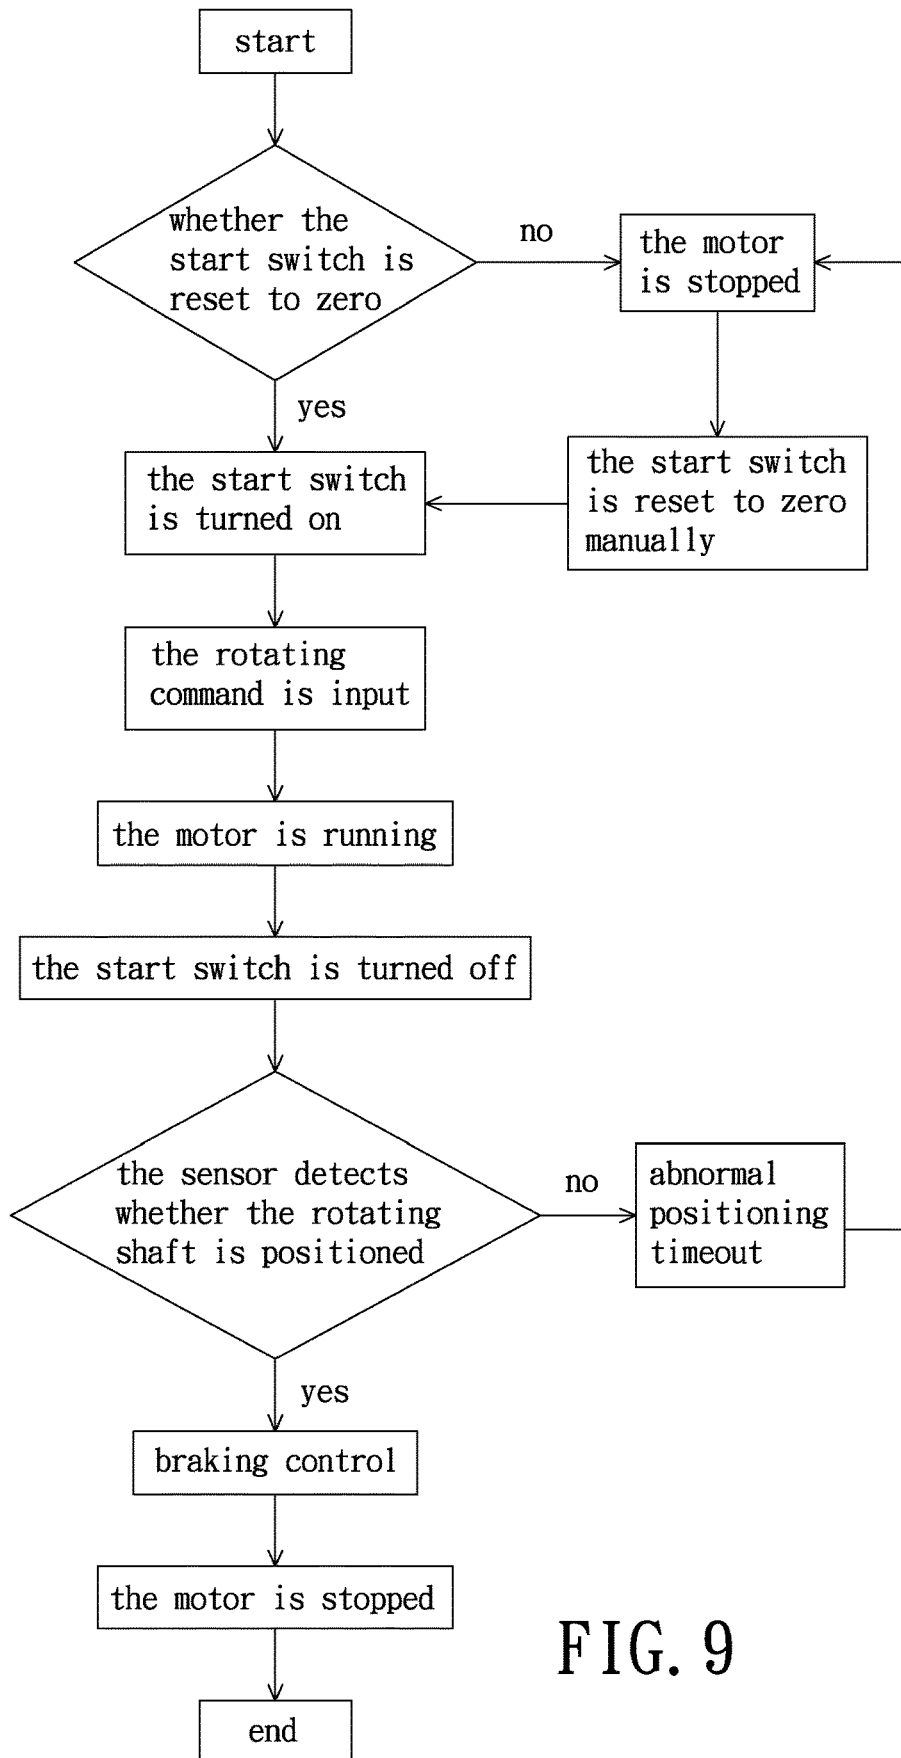 start
whether the
start switch is
reset to zero
no
the motor
is stopped
yes
the start switch
is turned on
the start switch
is reset to zero
manually
the rotating
command is input
the motor is running
the start switch is turned off
the sensor detects
whether the rotating
shaft is positioned
no
abnormal
positioning
timeout
yes
braking control
the motor is stopped
end
FIG. 9